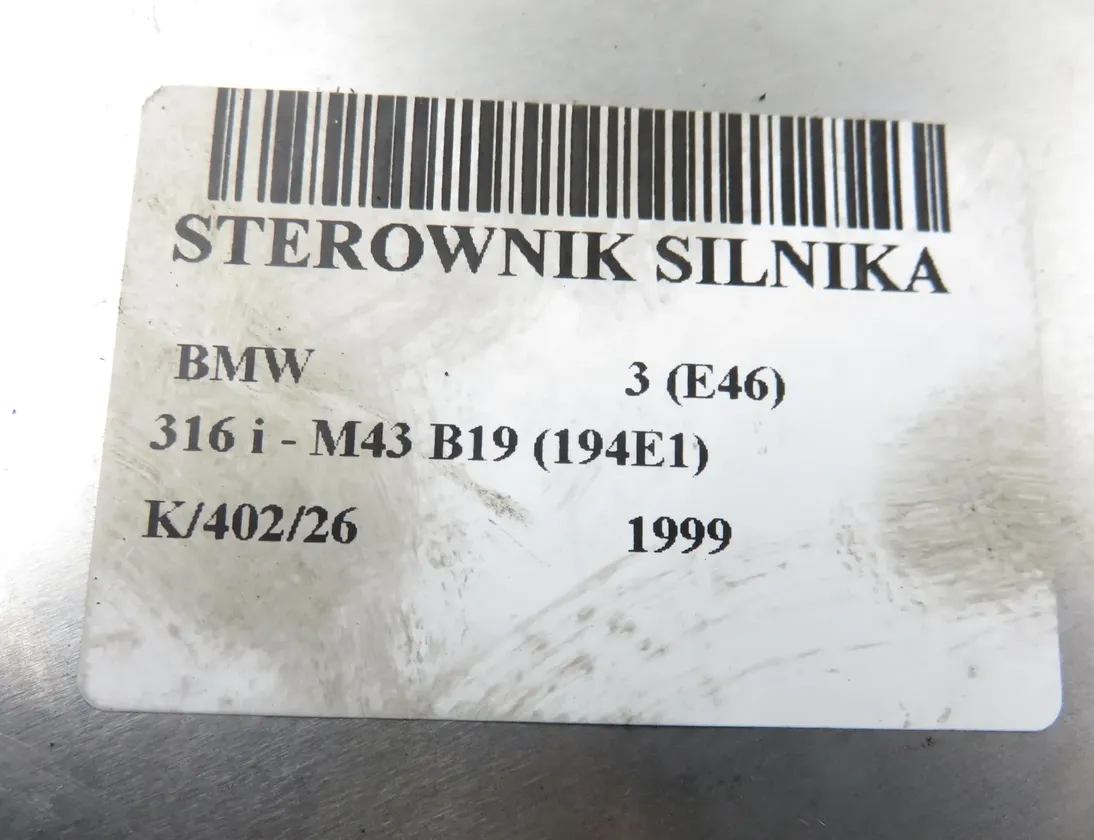 STEROWNIK SILNIKA
BMW 3 (E46)
316 i - M43 B19 (194E1)
K/402/26 1999